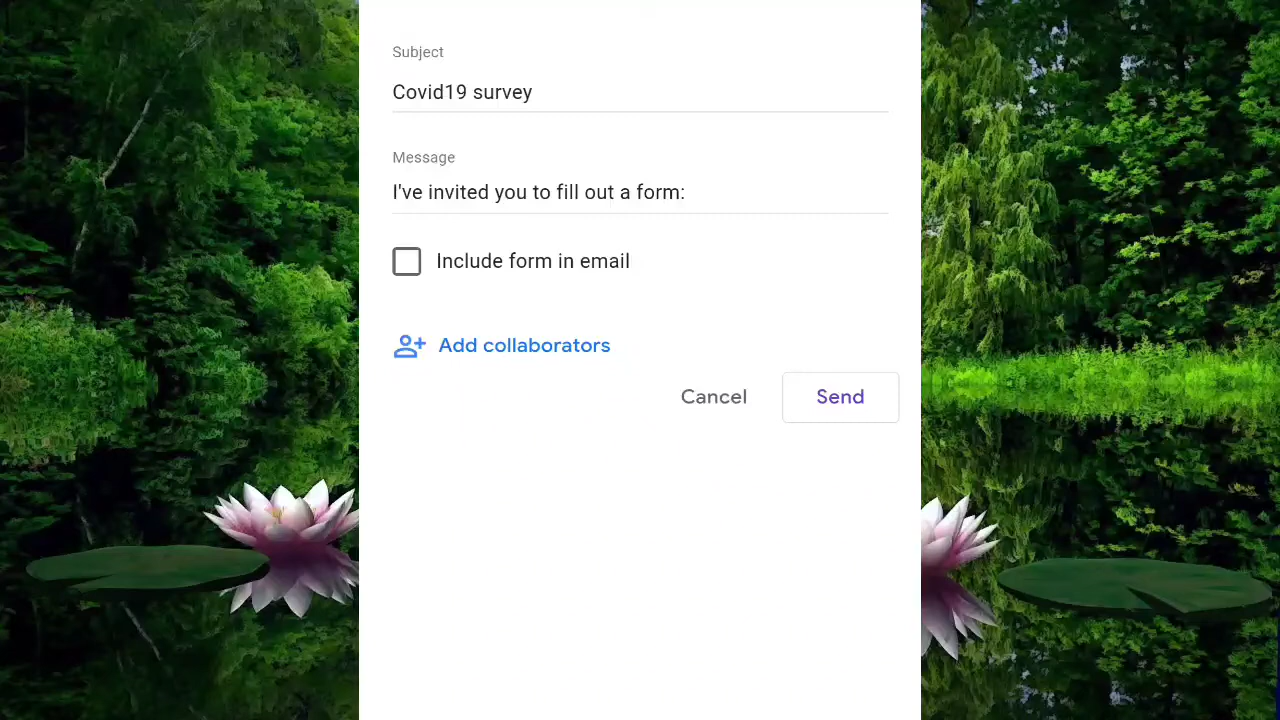 Subject
Covid19 survey
Message
I've invited you to fill out a form:
Include form in email
Add collaborators
Cancel
Send